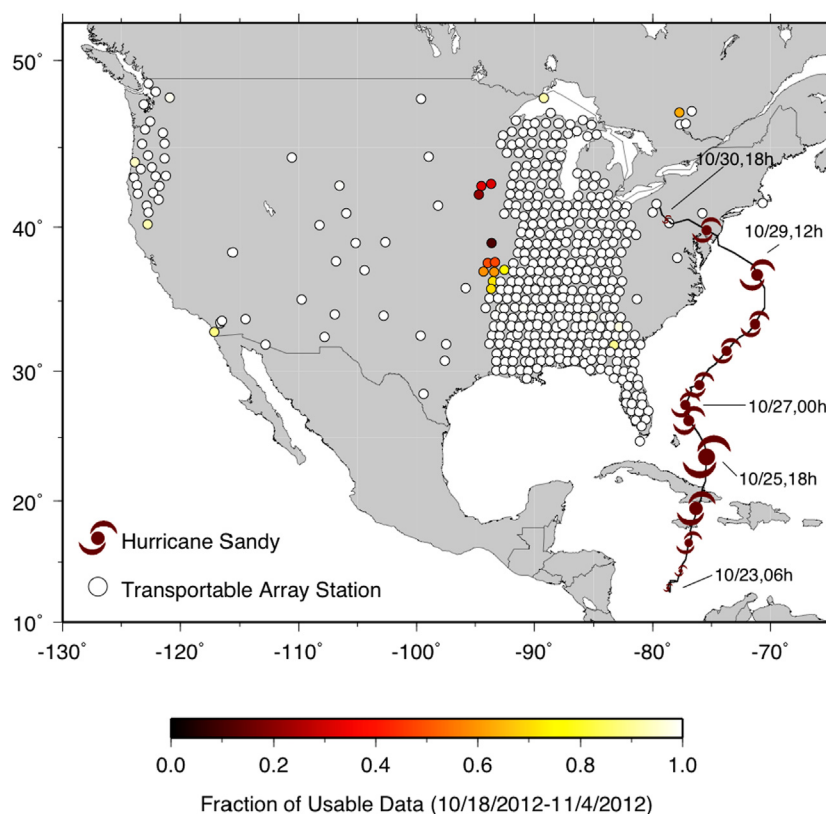 50˚
40˚
30˚
20˚
10˚
10/30,18h
10/29,12h
10/27,00h
10/25,18h
10/23,06h
Hurricane Sandy
Transportable Array Station
-130 -120˚ -110˚ -100˚ -90˚ -80˚ -70˚
0.0 0.2 0.4 0.6 0.8 1.0
Fraction of Usable Data (10/18/2012-11/4/2012)